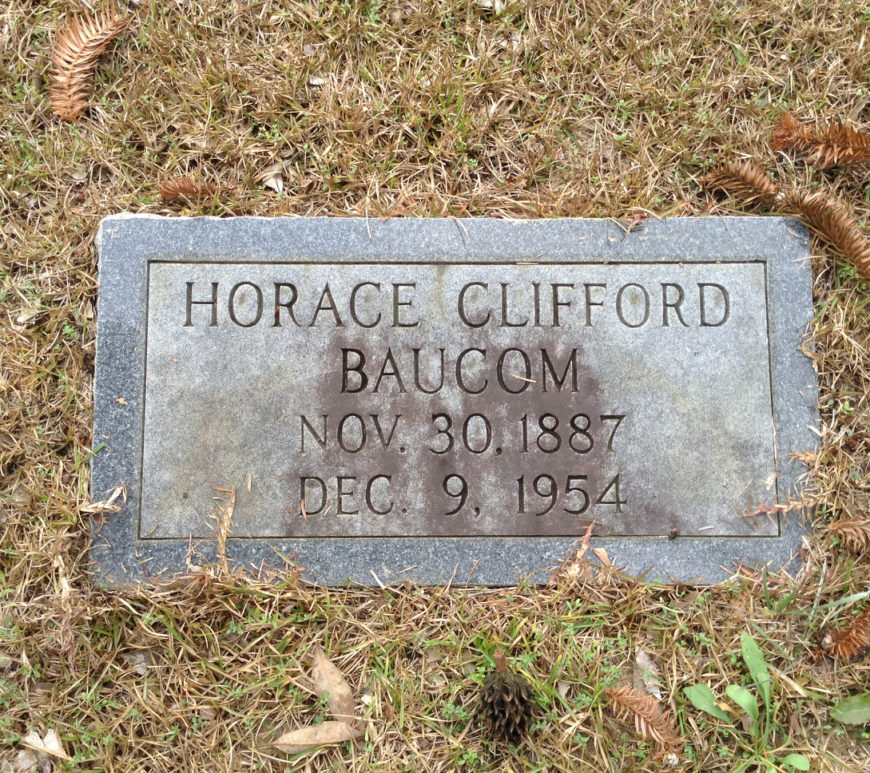 HORACE CLIFFORD
BAUCOM
NOV. 30, 1887
DEC. 9, 1954